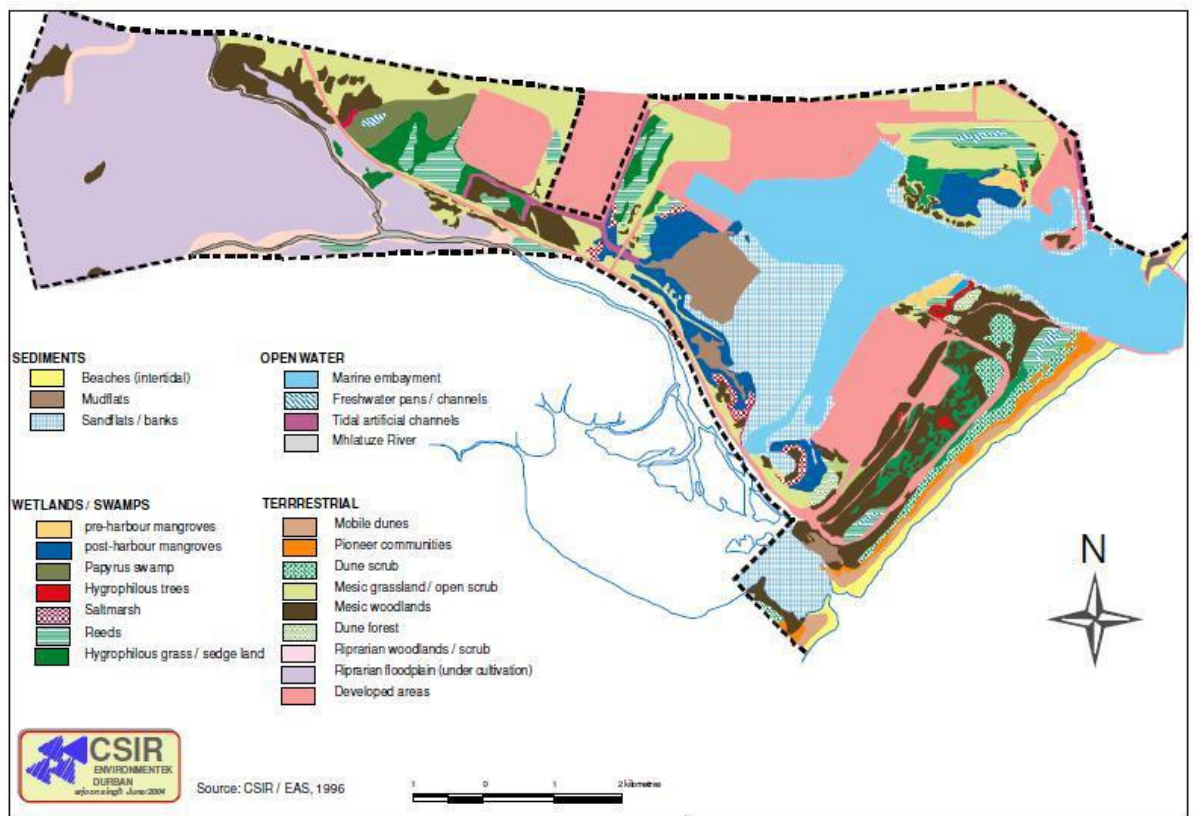 SEDIMENTS
Beaches (intertidal)
Mudflats
Sandflats / banks
OPEN WATER
Marine embayment
Freshwater pans / channels
Tidal artificial channels
Mhlatuze River
WETLANDS / SWAMPS
pre-harbour mangroves
post-harbour mangroves
Papyrus swamp
Hygrophilous trees
Saltmarsh
Reeds
Hygrophilous grass / sedge land
TERRRESTRIAL
Mobile dunes
Pioneer communities
Dune scrub
Mesic grassland / open scrub
Mesic woodlands
Dune forest
Riprarian woodlands / scrub
Riprarian floodplain (under cultivation)
Developed areas
N
CSIR
ENVIRONMENTEK
DURBAN
June/2004
Source: CSIR / EAS, 1996
1 0 1 2 kilometres